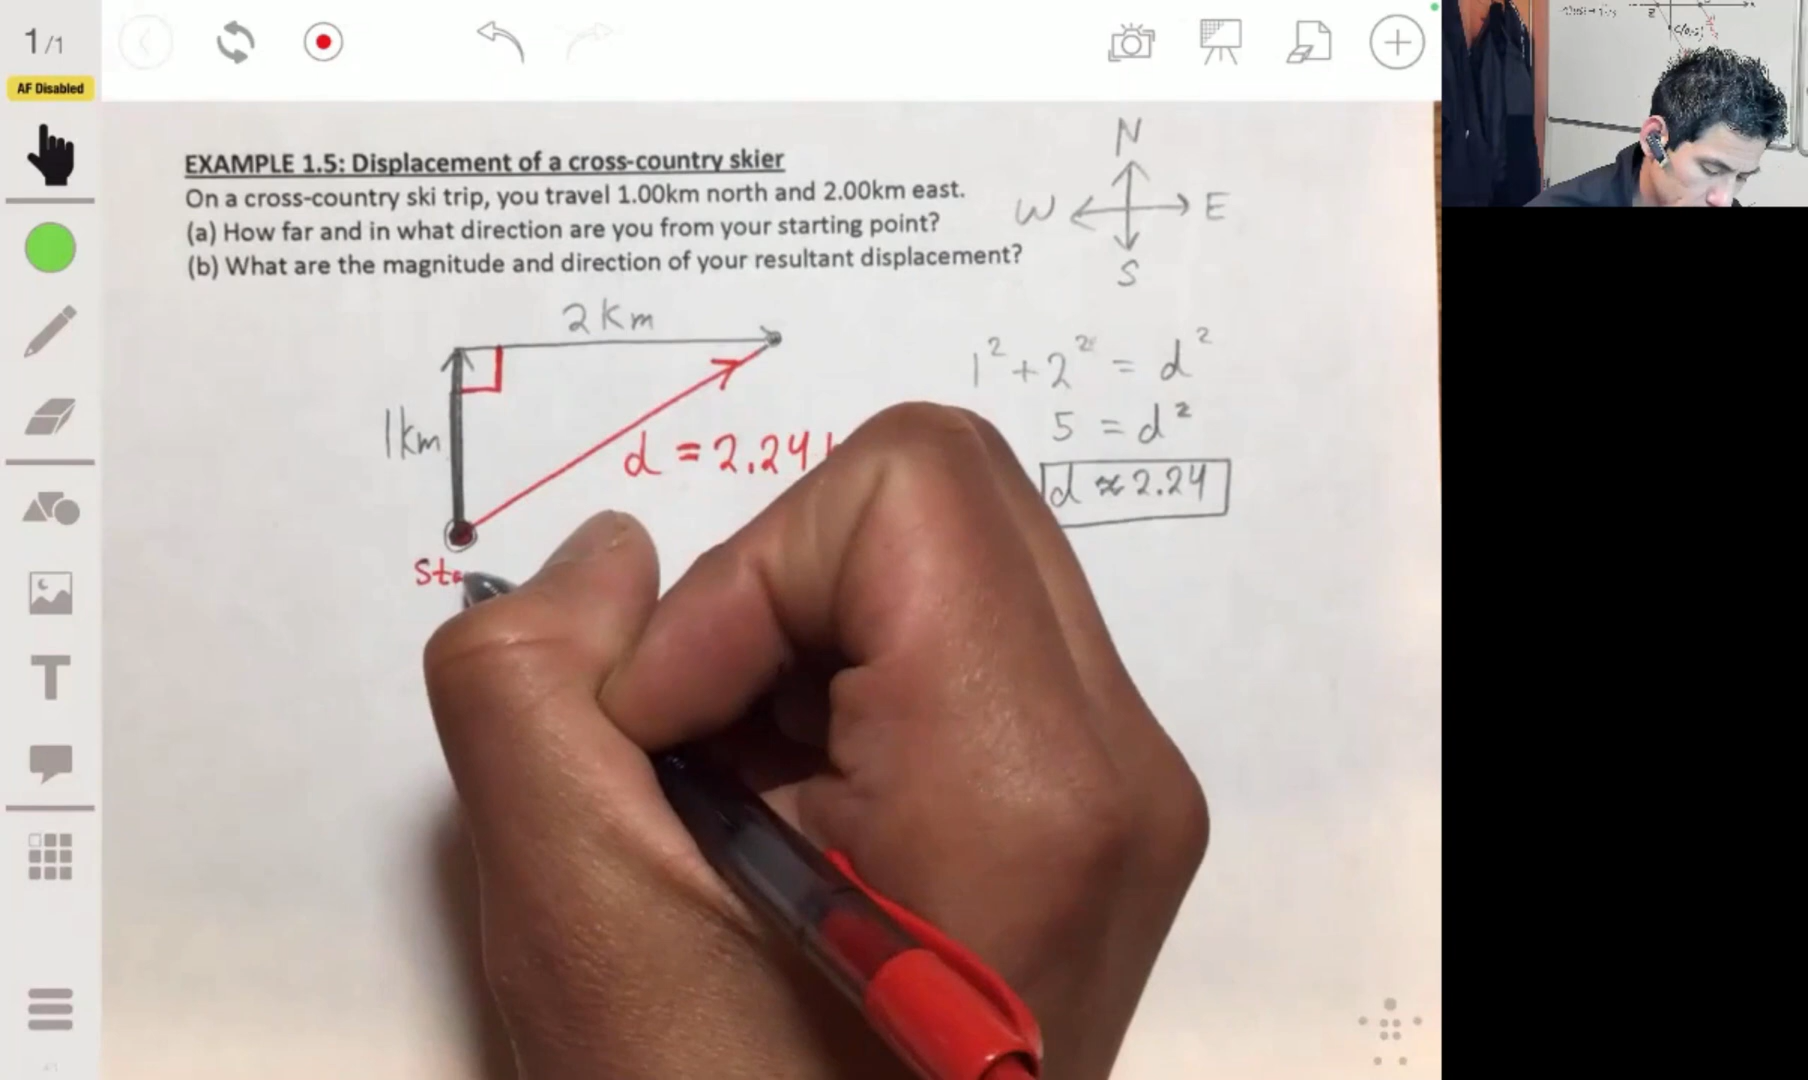 1/1
AF Disabled
EXAMPLE 1.5: Displacement of a cross-country skier
On a cross-country ski trip, you travel 1.00km north and 2.00km east.
(a) How far and in what direction are you from your starting point?
(b) What are the magnitude and direction of your resultant displacement?
N
W E
S
2 km
1km
d = 2.24
Sta
1² + 2² = d²
5 = d²
d ≈ 2.24
T